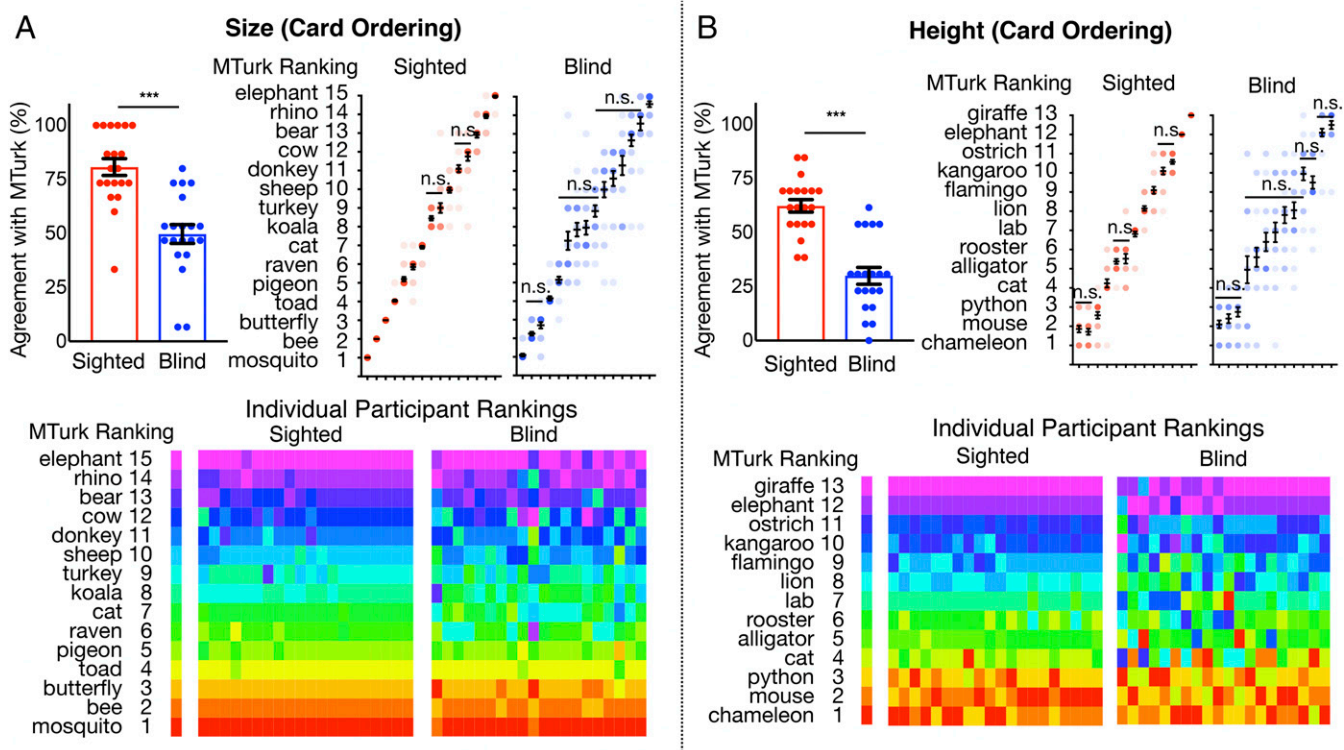 A
Size (Card Ordering)
MTurk Ranking
Sighted
Blind
Agreement with MTurk (%)
100
75
50
25
0
***
Sighted
Blind
elephant 15
rhino 14
bear 13
cow 12
donkey 11
sheep 10
turkey 9
koala 8
cat 7
raven 6
pigeon 5
toad 4
butterfly 3
bee 2
mosquito 1
n.s.
n.s.
n.s.
n.s.
n.s.
Individual Participant Rankings
MTurk Ranking
Sighted
Blind
elephant 15
rhino 14
bear 13
cow 12
donkey 11
sheep 10
turkey 9
koala 8
cat 7
raven 6
pigeon 5
toad 4
butterfly 3
bee 2
mosquito 1
B
Height (Card Ordering)
MTurk Ranking
Sighted
Blind
Agreement with MTurk (%)
100
75
50
25
0
***
Sighted
Blind
giraffe 13
elephant 12
ostrich 11
kangaroo 10
flamingo 9
lion 8
lab 7
rooster 6
alligator 5
cat 4
python 3
mouse 2
chameleon 1
n.s.
n.s.
n.s.
n.s.
n.s.
n.s.
n.s.
Individual Participant Rankings
MTurk Ranking
Sighted
Blind
giraffe 13
elephant 12
ostrich 11
kangaroo 10
flamingo 9
lion 8
lab 7
rooster 6
alligator 5
cat 4
python 3
mouse 2
chameleon 1